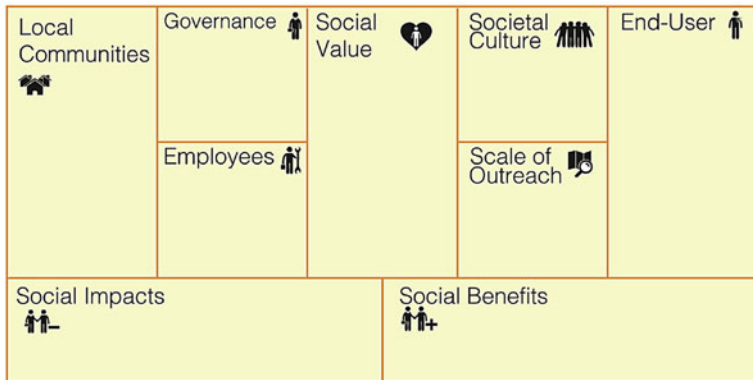 Local
Communities
Governance
Employees
Social
Value
Societal
Culture
Scale of
Outreach
End-User
Social Impacts
Social Benefits